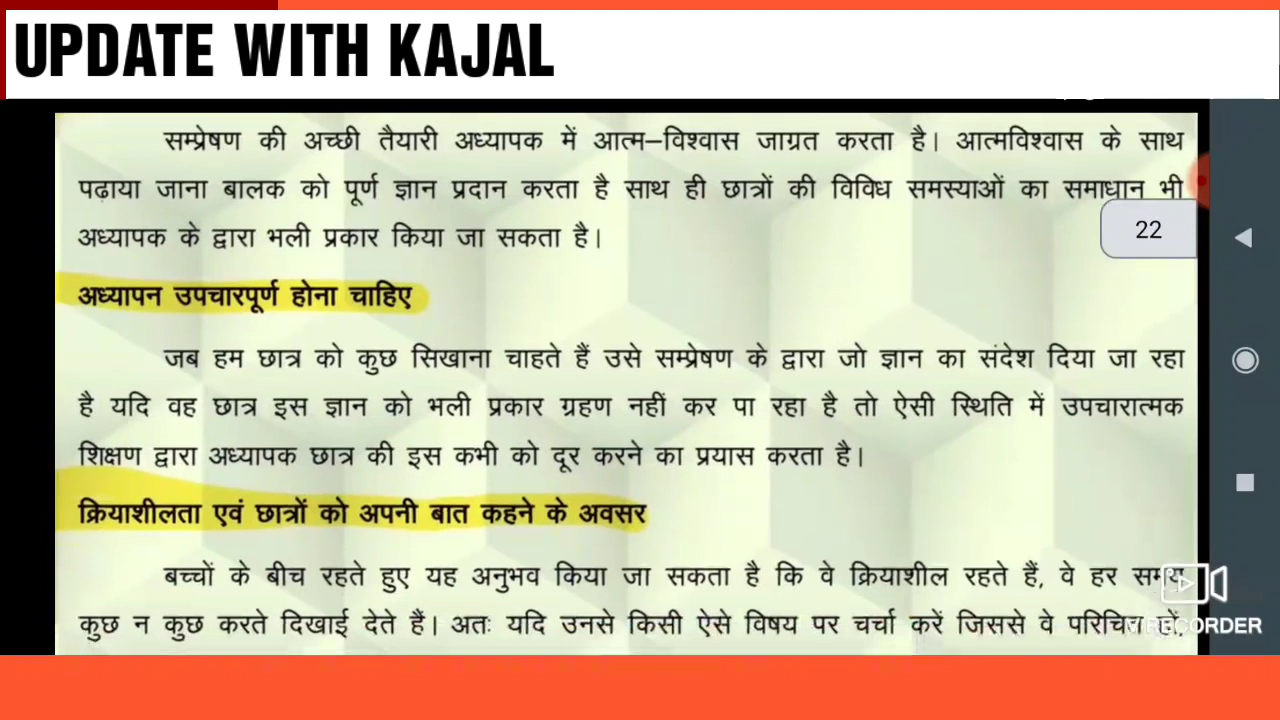 UPDATE WITH KAJAL
सम्प्रेषण की अच्छी तैयारी अध्यापक में आत्म–विश्वास जाग्रत करता है। आत्मविश्वास के साथ
पढ़ाया जाना बालक को पूर्ण ज्ञान प्रदान करता है साथ ही छात्रों की विविध समस्याओं का समाधान भी
22
अध्यापक के द्वारा भली प्रकार किया जा सकता है।
अध्यापन उपचारपूर्ण होना चाहिए
जब हम छात्र को कुछ सिखाना चाहते हैं उसे सम्प्रेषण के द्वारा जो ज्ञान का संदेश दिया जा रहा
है यदि वह छात्र इस ज्ञान को भली प्रकार ग्रहण नहीं कर पा रहा है तो ऐसी स्थिति में उपचारात्मक
शिक्षण द्वारा अध्यापक छात्र की इस कभी को दूर करने का प्रयास करता है।
क्रियाशीलता एवं छात्रों को अपनी बात कहने के अवसर
बच्चों के बीच रहते हुए यह अनुभव किया जा सकता है कि वे क्रियाशील रहते हैं, वे हर समय
कुछ न कुछ करते दिखाई देते हैं। अतः यदि उनसे किसी ऐसे विषय पर चर्चा करें जिससे वे
RECORDER